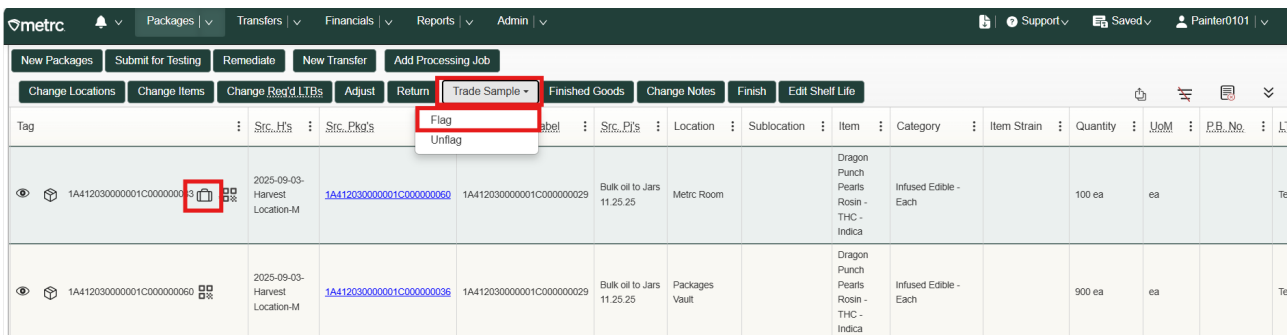 metrc Packages | Transfers | Financials | Reports | Admin | Support Saved Painter0101 |
New Packages Submit for Testing Remediate New Transfer Add Processing Job
Change Locations Change Items Change Req'd LTBs Adjust Return Trade Sample Finished Goods Change Notes Finish Edit Shelf Life
Flag
Unflag
Tag Src. H's Src. Pkg's Src. Pj's Location Sublocation Item Category Item Strain Quantity UoM P.B. No.
1A412030000001C000000063 2025-09-03- Harvest Location-M 1A412030000001C000000060 1A412030000001C000000029 Bulk oil to Jars 11.25.25 Metrc Room Dragon Punch Pearls Rosin - THC - Indica Infused Edible - Each 100 ea ea
1A412030000001C000000060 2025-09-03- Harvest Location-M 1A412030000001C000000036 1A412030000001C000000029 Bulk oil to Jars 11.25.25 Packages Vault Dragon Punch Pearls Rosin - THC - Indica Infused Edible - Each 900 ea ea